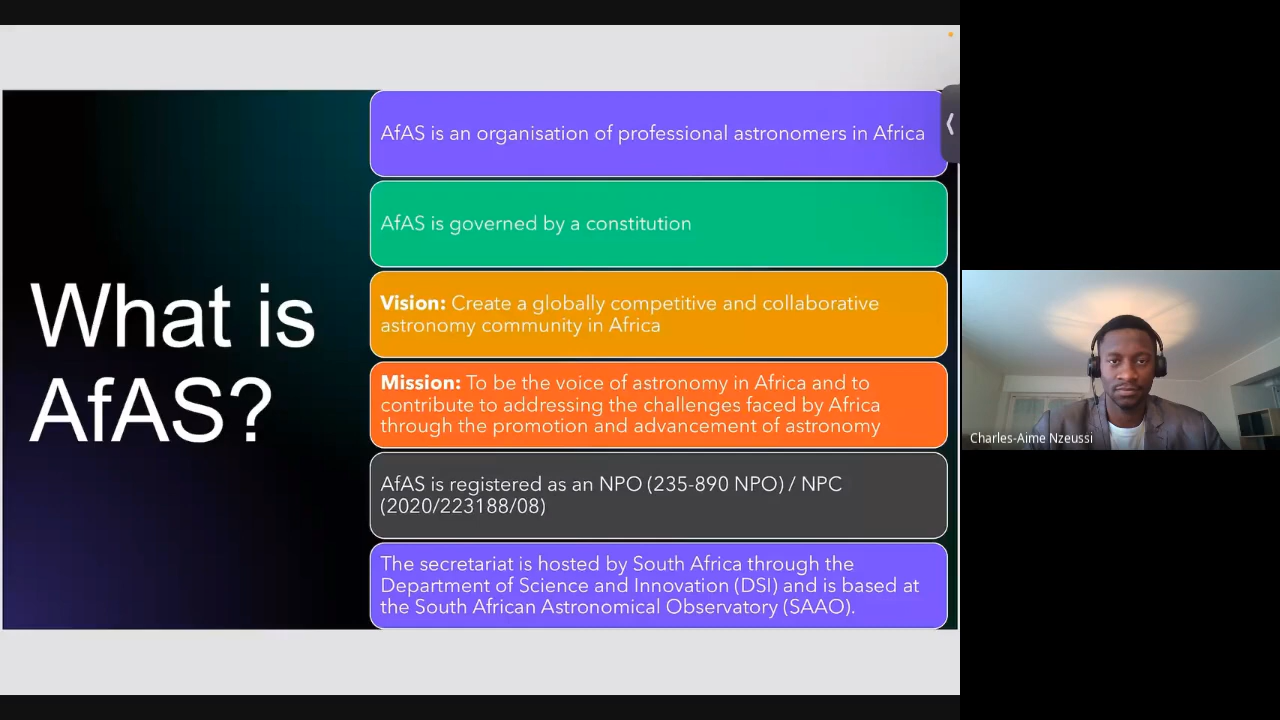 What is
AfAS?
AfAS is an organisation of professional astronomers in Africa
AfAS is governed by a constitution
Vision: Create a globally competitive and collaborative
astronomy community in Africa
Mission: To be the voice of astronomy in Africa and to
contribute to addressing the challenges faced by Africa
through the promotion and advancement of astronomy
AfAS is registered as an NPO (235-890 NPO) / NPC
(2020/223188/08)
The secretariat is hosted by South Africa through the
Department of Science and Innovation (DSI) and is based at
the South African Astronomical Observatory (SAAO).
Charles-Aime Nzeussi